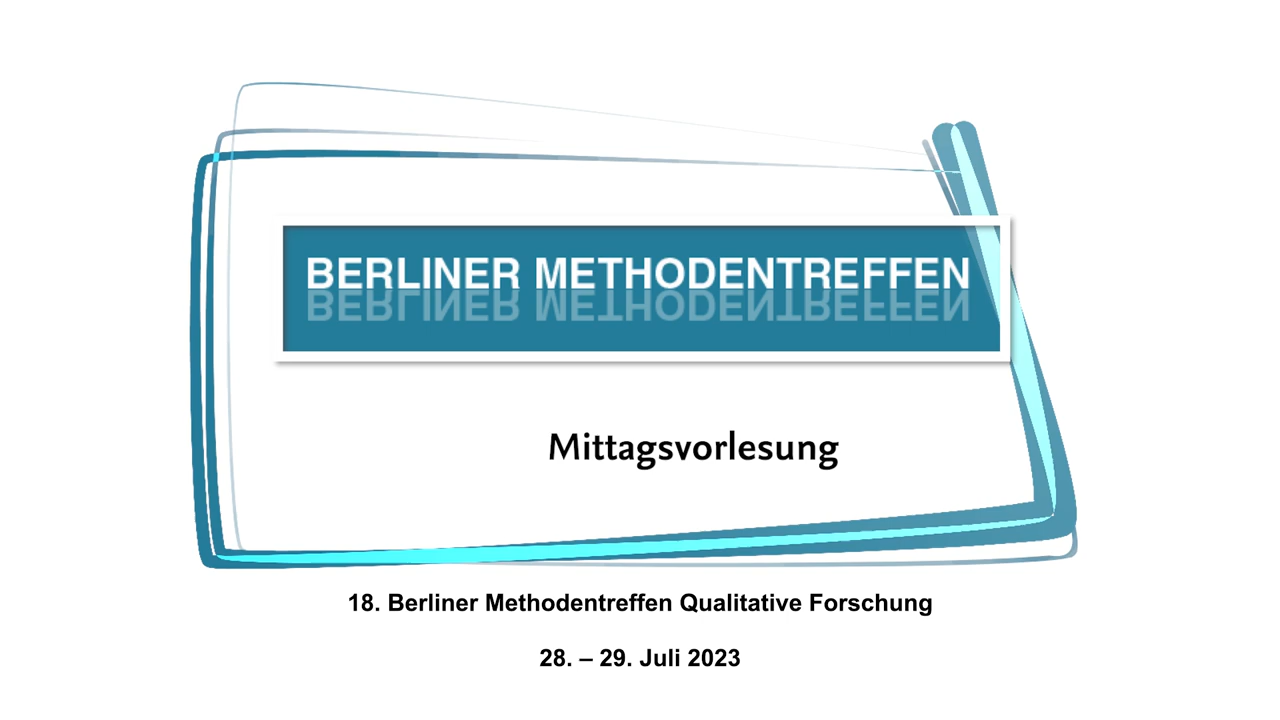 BERLINER METHODENTREFFEN
Mittagsvorlesung
18. Berliner Methodentreffen Qualitative Forschung
28. – 29. Juli 2023